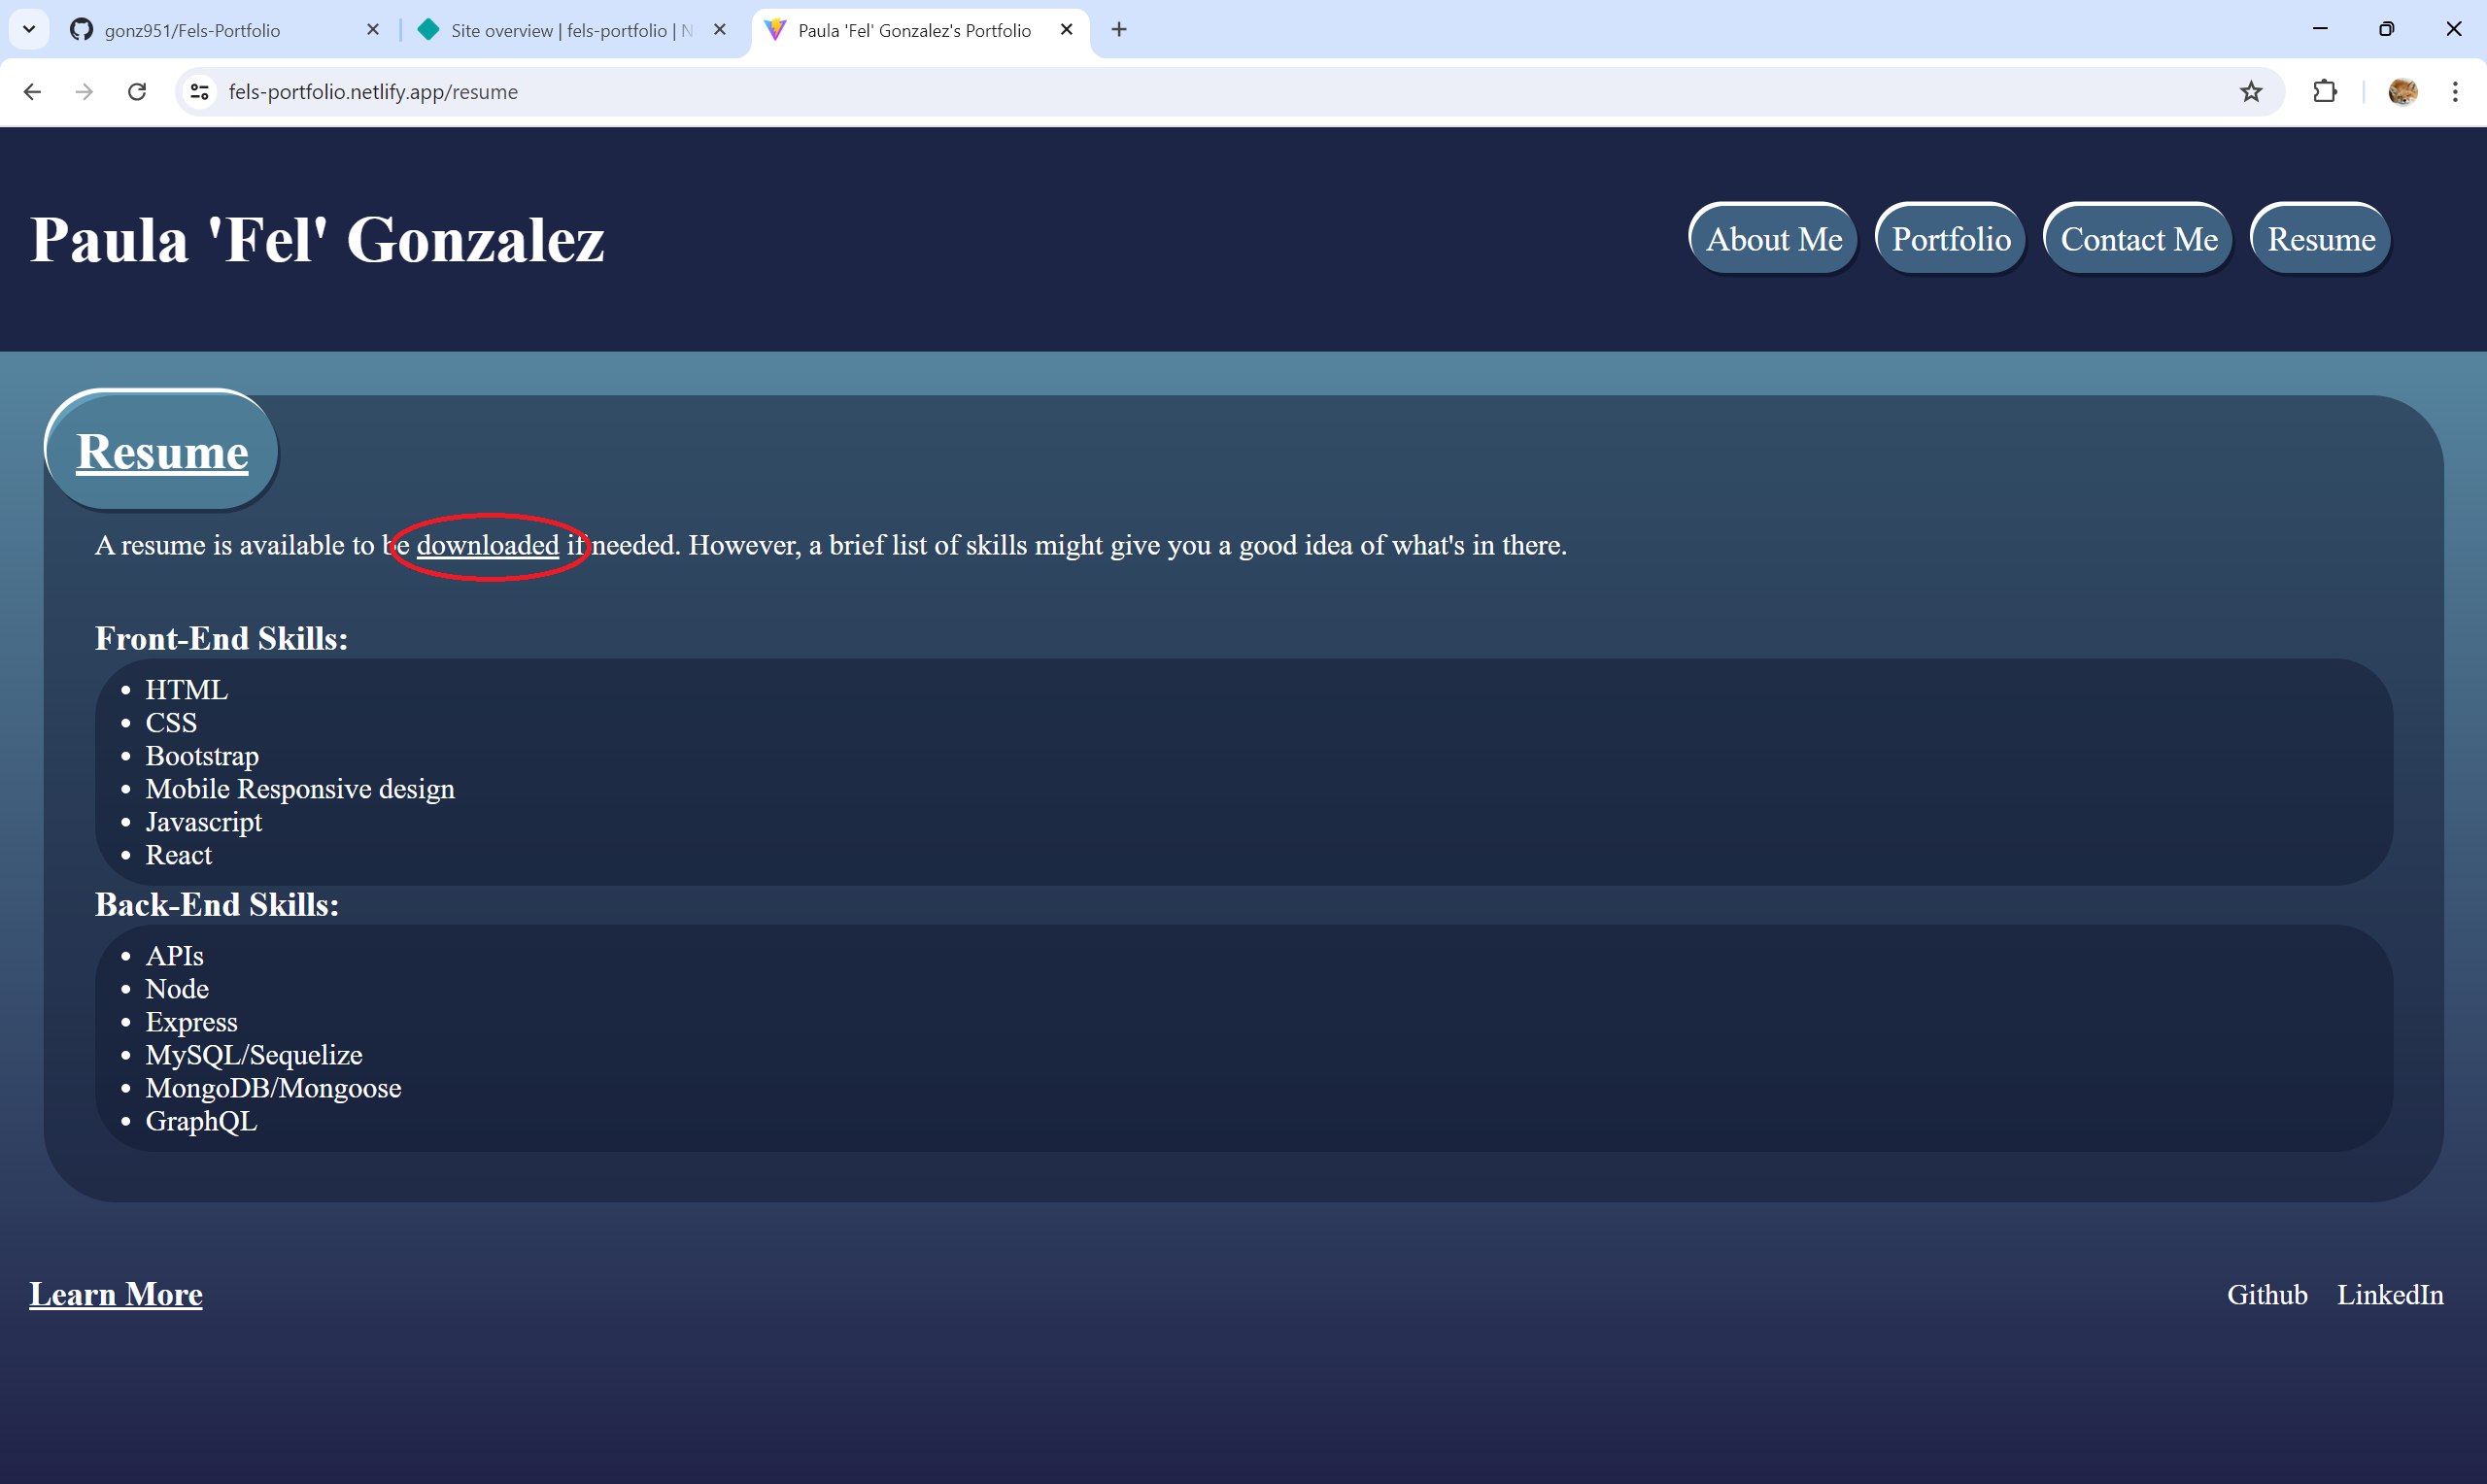 gonz951/Fels-Portfolio
Site overview | fels-portfolio | N
Paula 'Fel' Gonzalez's Portfolio
fels-portfolio.netlify.app/resume
Paula 'Fel' Gonzalez
About Me
Portfolio
Contact Me
Resume
Resume
A resume is available to be downloaded if needed. However, a brief list of skills might give you a good idea of what's in there.
Front-End Skills:
HTML
CSS
Bootstrap
Mobile Responsive design
Javascript
React
Back-End Skills:
APIs
Node
Express
MySQL/Sequelize
MongoDB/Mongoose
GraphQL
Learn More
Github
LinkedIn